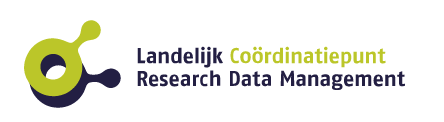 Landelijk Coördinatiepunt
Research Data Management